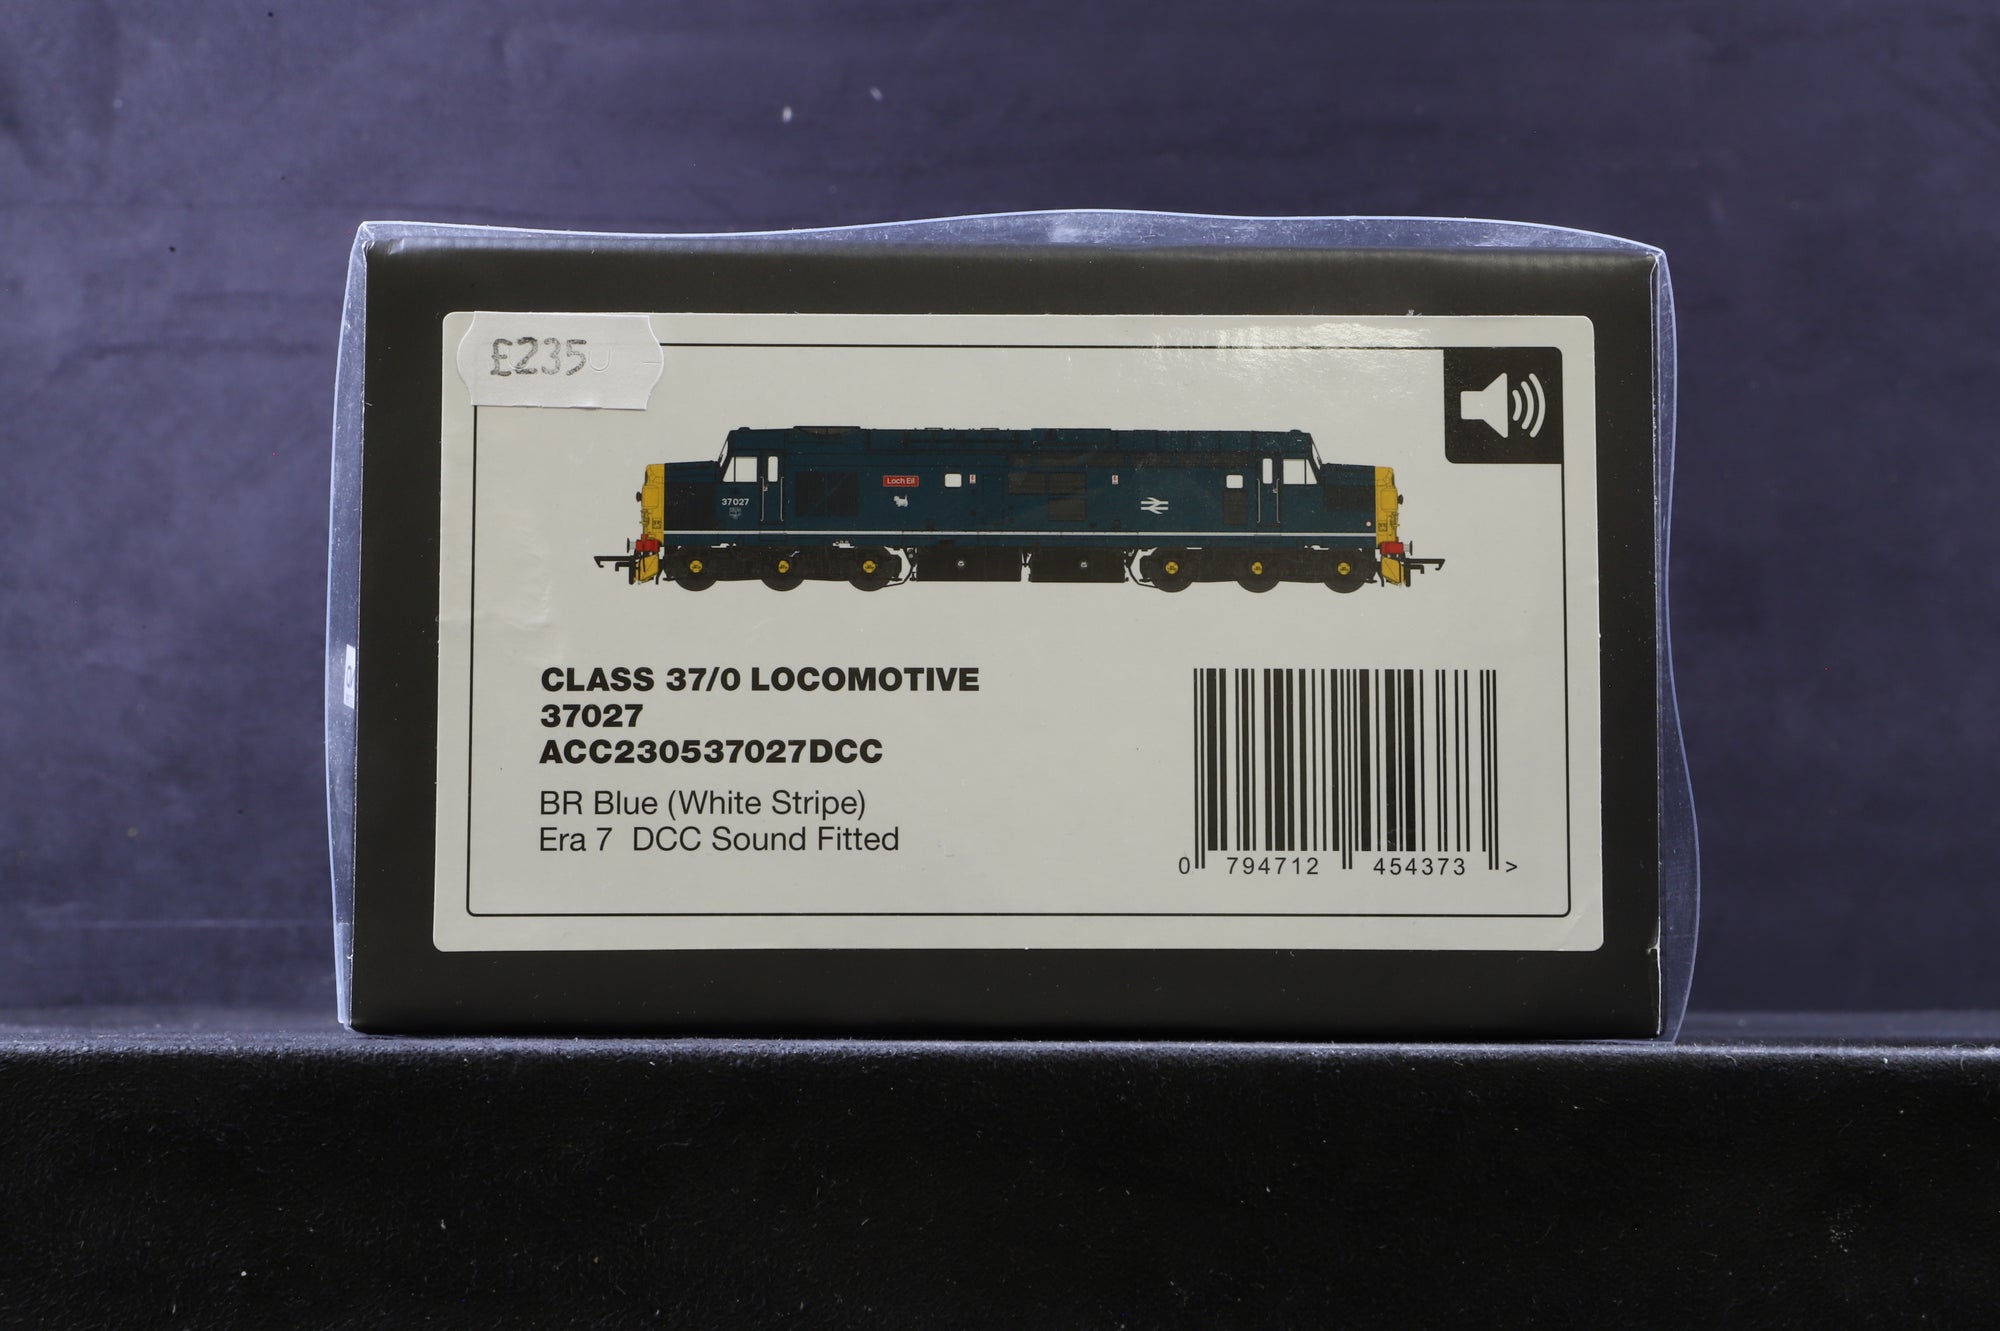 £235
Loch Eil
37027
CLASS 37/0 LOCOMOTIVE
37027
ACC230537027DCC
BR Blue (White Stripe)
Era 7 DCC Sound Fitted
0 794712 454373 >